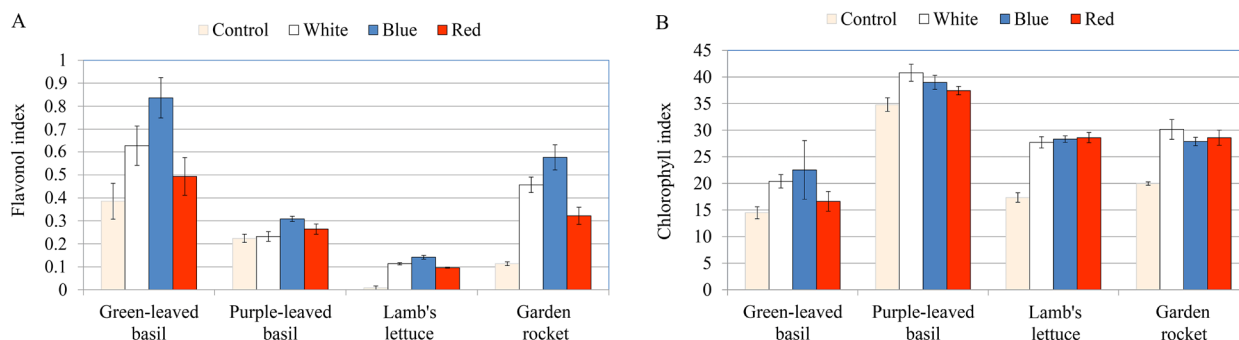 A
Control White Blue Red
Flavonol index
1
0.9
0.8
0.7
0.6
0.5
0.4
0.3
0.2
0.1
0
Green-leaved basil
Purple-leaved basil
Lamb's lettuce
Garden rocket
B
Control White Blue Red
Chlorophyll index
45
40
35
30
25
20
15
10
5
0
Green-leaved basil
Purple-leaved basil
Lamb's lettuce
Garden rocket